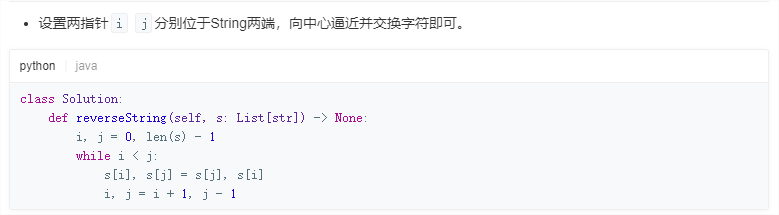 设置两指针 i j 分别位于String两端，向中心逼近并交换字符即可。
python java
class Solution:
    def reverseString(self, s: List[str]) -> None:
        i, j = 0, len(s) - 1
        while i < j:
            s[i], s[j] = s[j], s[i]
            i, j = i + 1, j - 1